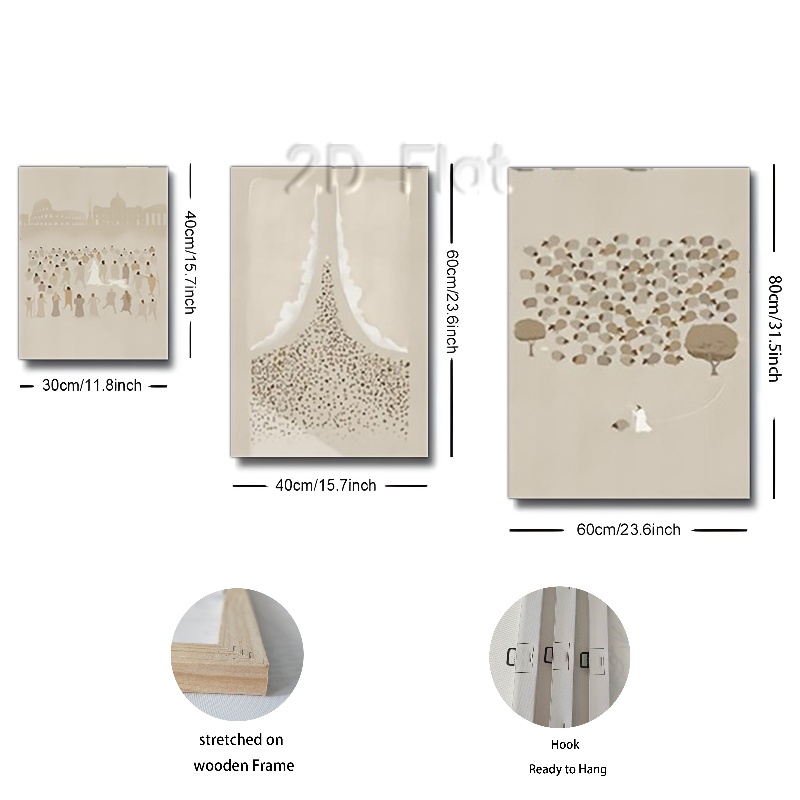 2D Flat
40cm/15.7inch
30cm/11.8inch
60cm/23.6inch
40cm/15.7inch
80cm/31.5inch
60cm/23.6inch
stretched on
wooden Frame
Hook
Ready to Hang